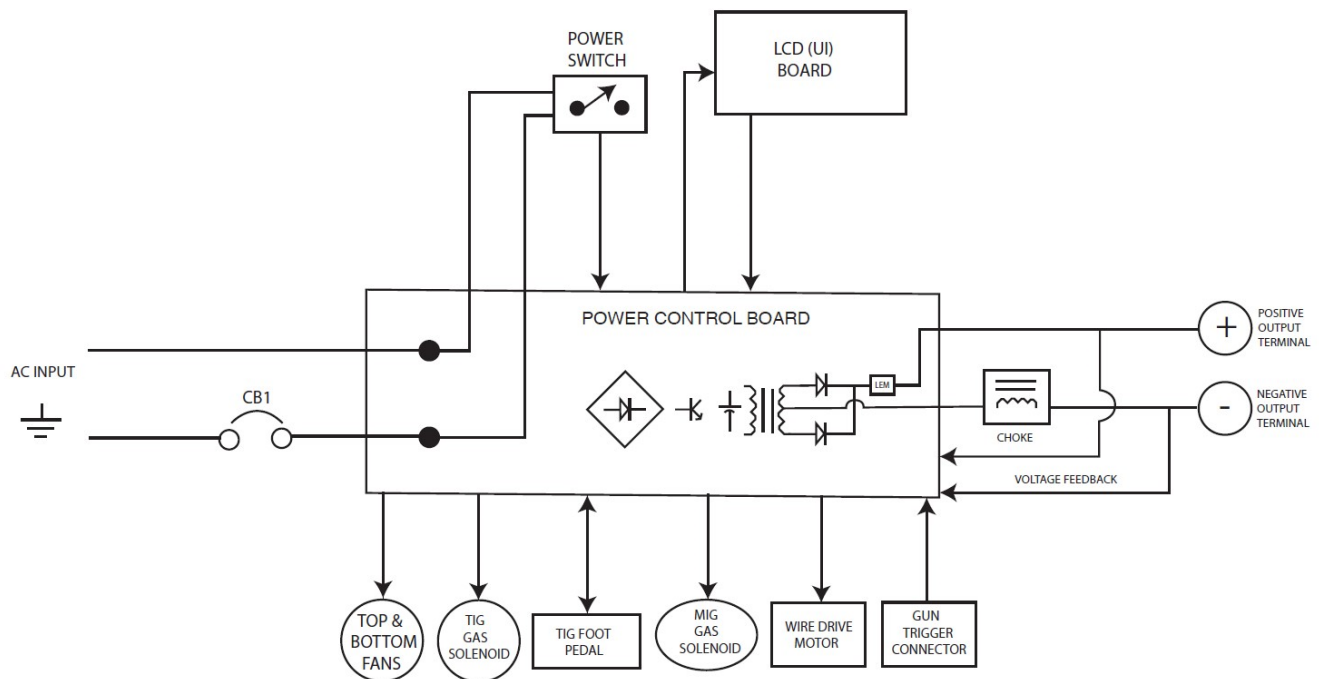 POWER
SWITCH
LCD (UI)
BOARD
POWER CONTROL BOARD
AC INPUT
CB1
LEM
+
POSITIVE
OUTPUT
TERMINAL
-
NEGATIVE
OUTPUT
TERMINAL
CHOKE
VOLTAGE FEEDBACK
TOP &
BOTTOM
FANS
TIG
GAS
SOLENOID
TIG FOOT
PEDAL
MIG
GAS
SOLENOID
WIRE DRIVE
MOTOR
GUN
TRIGGER
CONNECTOR